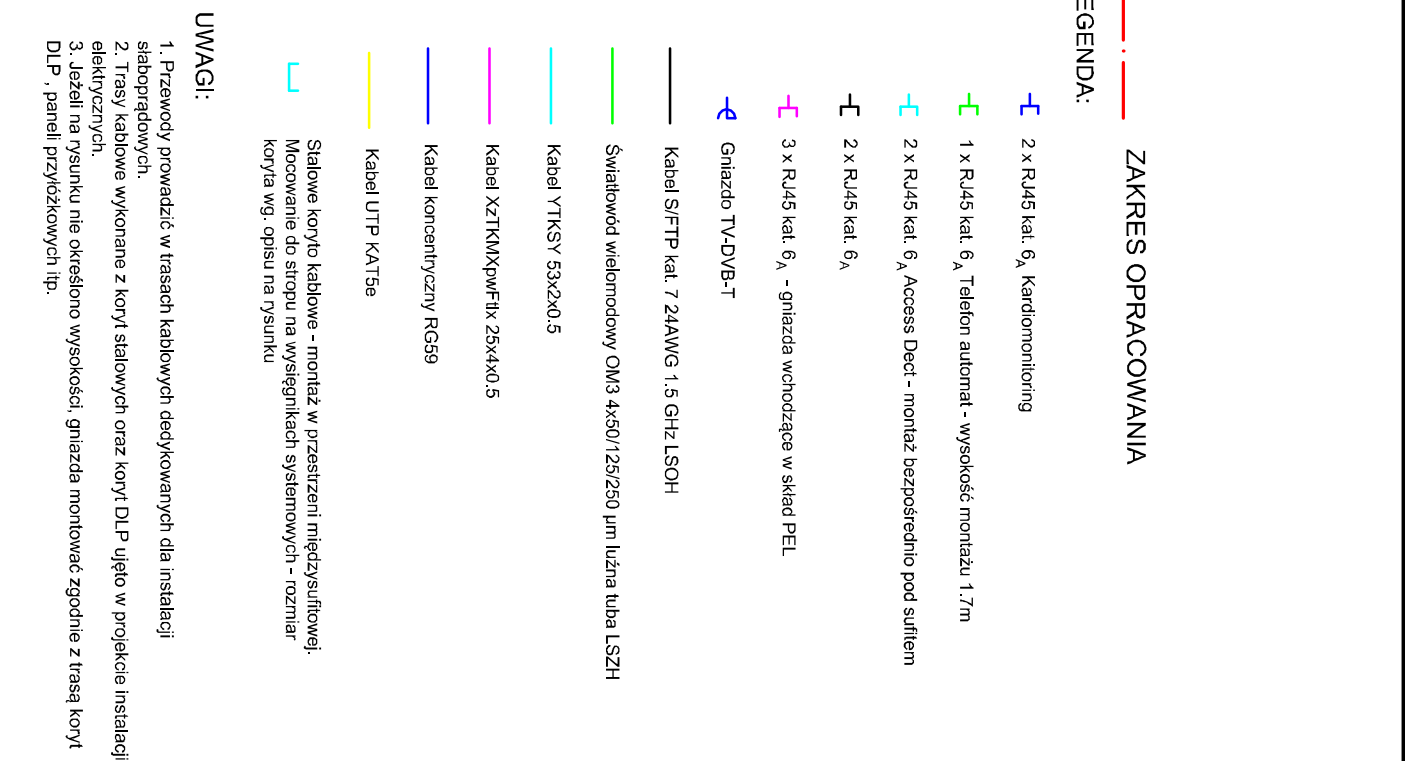 ZAKRES OPRACOWANIA
EGENDA:
2 x RJ45 kat. 6A Kardiomonitoring
1 x RJ45 kat. 6A Telefon automat - wysokość montażu 1.7m
2 x RJ45 kat. 6A Access Dect - montaż bezpośrednio pod sufitem
2 x RJ45 kat. 6A
3 x RJ45 kat. 6A - gniazda wchodzące w skład PEL
Gniazdo TV-DVB-T
Kabel S/FTP kat. 7 24AWG 1.5 GHz LSOH
Światłowód wielomodowy OM3 4x50/125/250 µm luźna tuba LSZH
Kabel YTKSY 53x2x0.5
Kabel XzTKMXpwFtlx 25x4x0.5
Kabel koncentryczny RG59
Kabel UTP KAT5e
Stalowe koryto kablowe - montaż w przestrzeni międzysufitowej.
Mocowanie do stropu na wysięgnikach systemowych - rozmiar
koryta wg. opisu na rysunku
UWAGI:
1. Przewody prowadzić w trasach kablowych dedykowanych dla instalacji
słaboprądowych.
2. Trasy kablowe wykonane z koryt stalowych oraz koryt DLP ujęto w projekcie instalacji
elektrycznych.
3. Jeżeli na rysunku nie określono wysokości, gniazda montować zgodnie z trasą koryt
DLP , paneli przyłóżkowych itp.